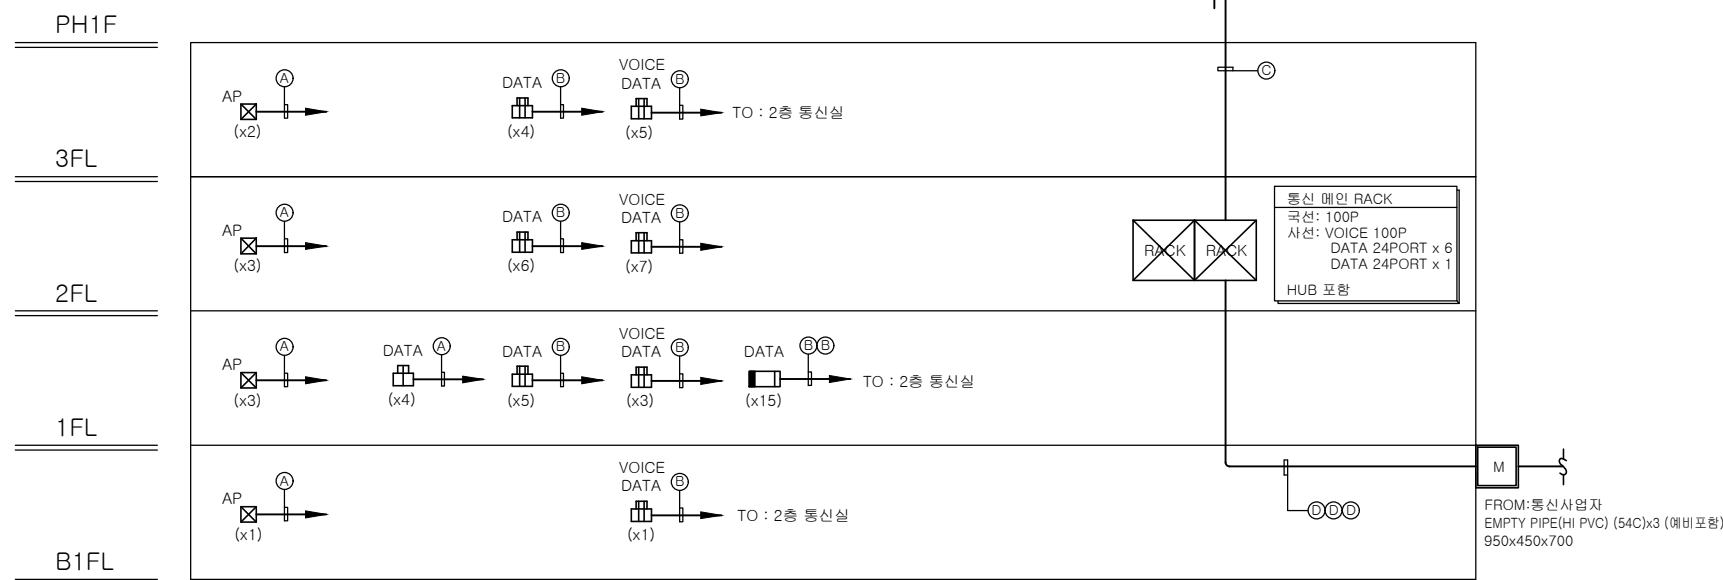 PH1F
AP
A
(x2)
DATA
B
(x4)
VOICE
DATA
B
(x5)
TO : 2층 통신실
C
3FL
AP
A
(x3)
DATA
B
(x6)
VOICE
DATA
B
(x7)
RACK
RACK
통신 메인 RACK
국선: 100P
사선: VOICE 100P
DATA 24PORT x 6
DATA 24PORT x 1
HUB 포함
2FL
AP
A
(x3)
DATA
A
(x4)
DATA
B
(x5)
VOICE
DATA
B
(x3)
DATA
B B
(x15)
TO : 2층 통신실
1FL
AP
A
(x1)
VOICE
DATA
B
(x1)
TO : 2층 통신실
D D D
M
FROM:통신사업자
EMPTY PIPE(HI PVC) (54C)x3 (예비포함)
950x450x700
B1FL